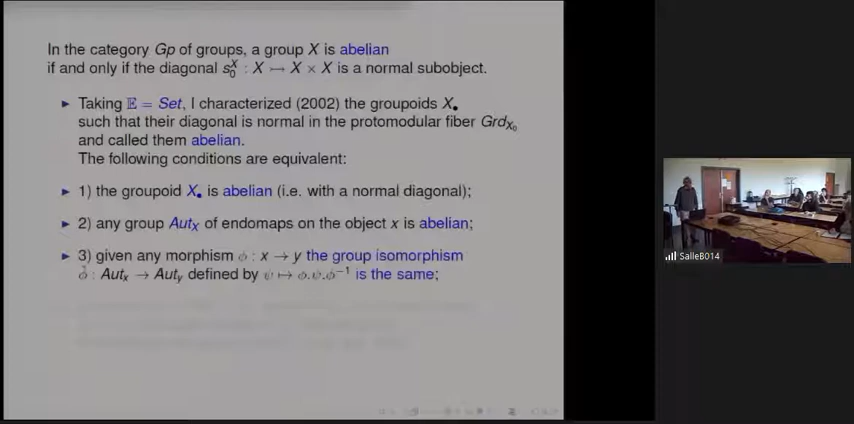 In the category Gp of groups, a group X is abelian
if and only if the diagonal s₀ˣ : X ↣ X × X is a normal subobject.
► Taking 𝔼 = Set, I characterized (2002) the groupoids X•
such that their diagonal is normal in the protomodular fiber Grd_X₀
and called them abelian.
The following conditions are equivalent:
► 1) the groupoid X• is abelian (i.e. with a normal diagonal);
► 2) any group Autₓ of endomaps on the object x is abelian;
► 3) given any morphism ϕ : x → y the group isomorphism
: Autₓ → Aut_y defined by ψ ↦ ϕ.ψ.ϕ⁻¹ is the same;
SalleB014